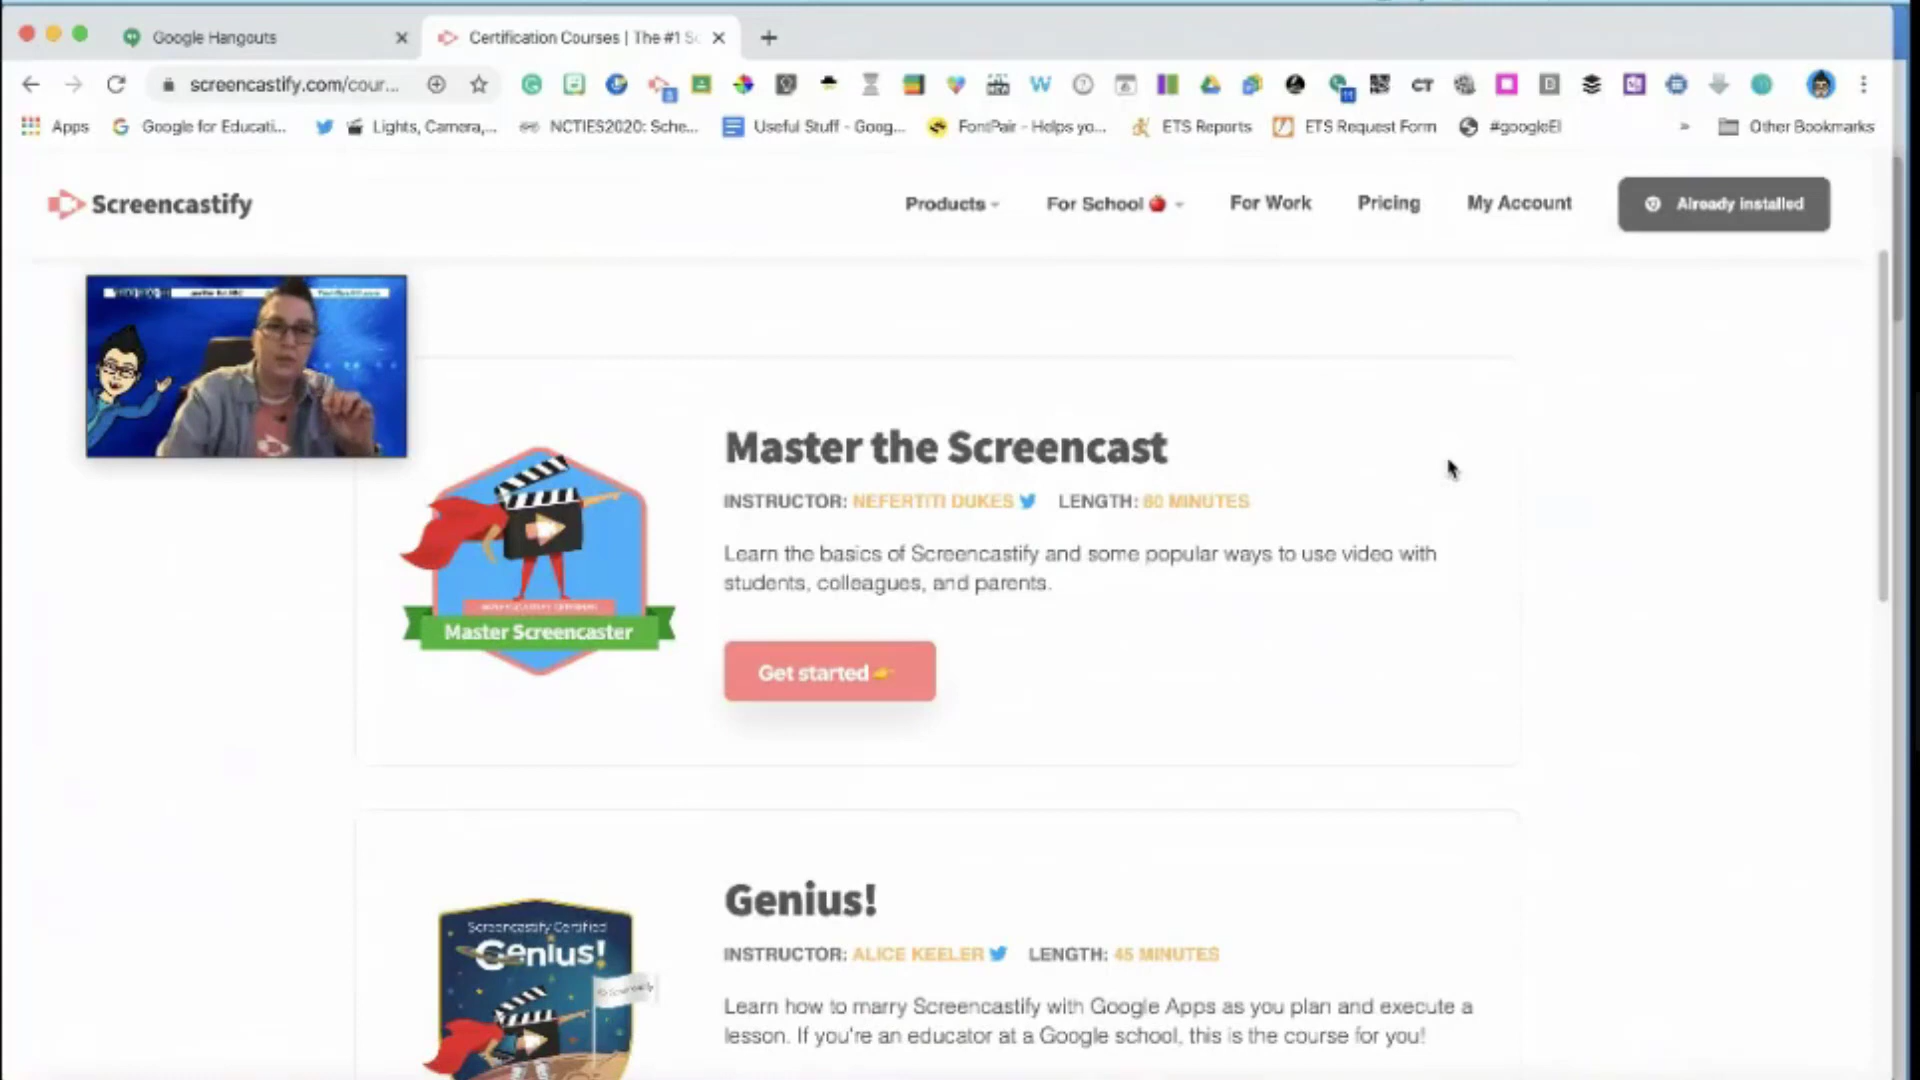 Google Hangouts
Certification Courses | The #1 Sc
screencastify.com/cour...
Apps
Google for Educati...
Lights, Camera,...
NCTIES2020: Sche...
Useful Stuff - Goog...
FontPair - Helps yo...
ETS Reports
ETS Request Form
#googleEI
»
Other Bookmarks
Screencastify
Products
For School
For Work
Pricing
My Account
Already installed
Master the Screencast
INSTRUCTOR: NEFERTITI DUKES LENGTH: 60 MINUTES
Learn the basics of Screencastify and some popular ways to use video with
students, colleagues, and parents.
Master Screencaster
Get started
Genius!
INSTRUCTOR: ALICE KEELER LENGTH: 45 MINUTES
Learn how to marry Screencastify with Google Apps as you plan and execute a
lesson. If you're an educator at a Google school, this is the course for you!
Screencastify Certified
Genius!